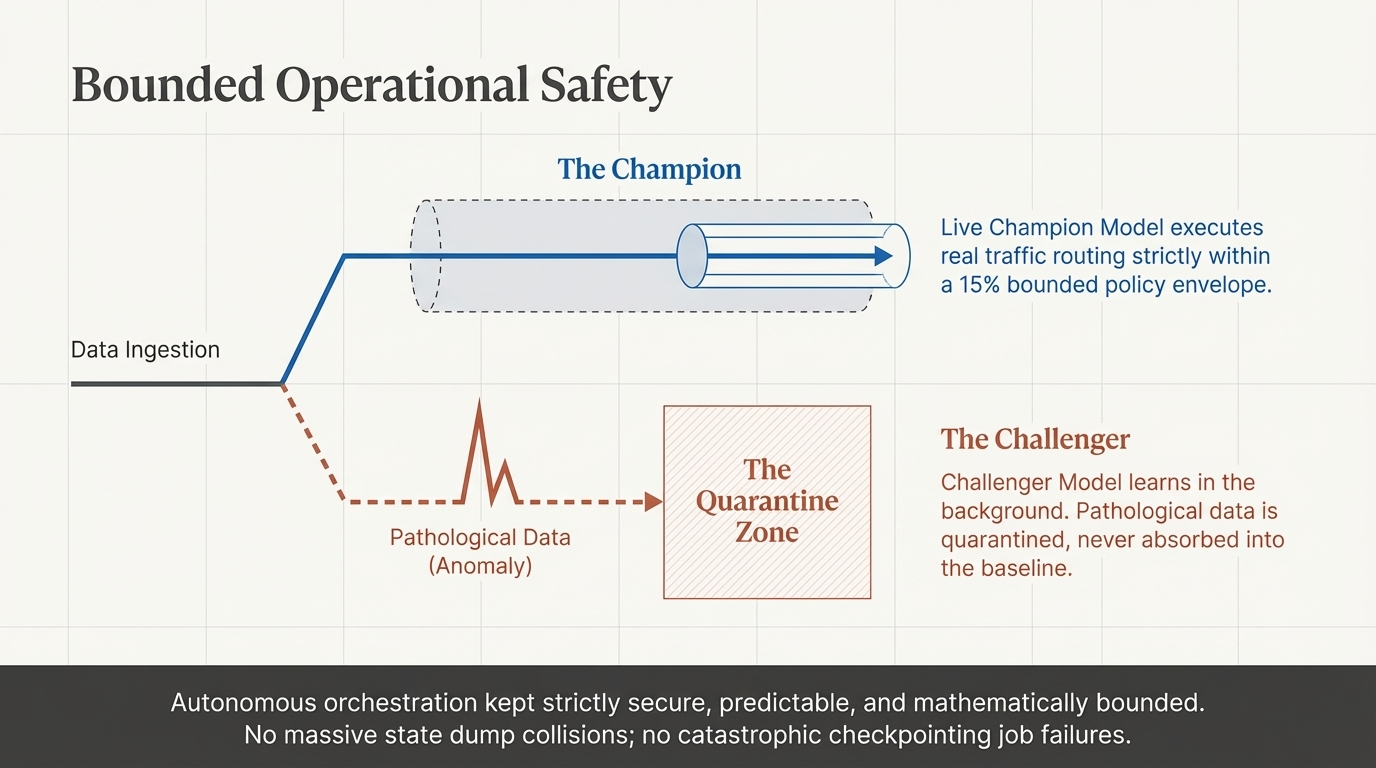 Bounded Operational Safety
The Champion
Live Champion Model executes
real traffic routing strictly within
a 15% bounded policy envelope.
Data Ingestion
Pathological Data
(Anomaly)
The
Quarantine
Zone
The Challenger
Challenger Model learns in the
background. Pathological data is
quarantined, never absorbed into
the baseline.
Autonomous orchestration kept strictly secure, predictable, and mathematically bounded.
No massive state dump collisions; no catastrophic checkpointing job failures.